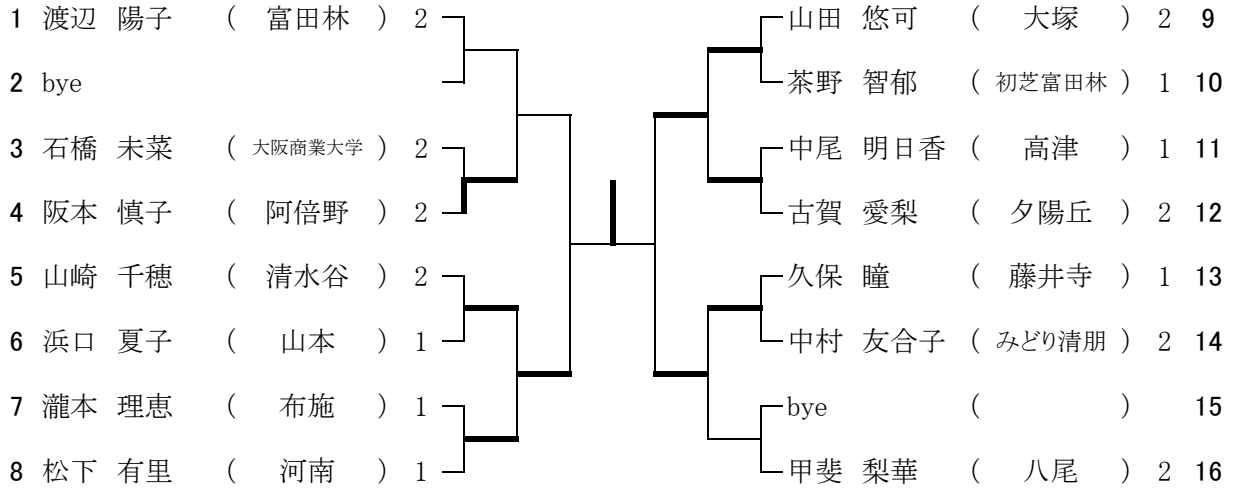 1 渡辺 陽子 ( 富田林 ) 2
2 bye
3 石橋 未菜 ( 大阪商業大学 ) 2
4 阪本 慎子 ( 阿倍野 ) 2
5 山崎 千穂 ( 清水谷 ) 2
6 浜口 夏子 ( 山本 ) 1
7 瀧本 理恵 ( 布施 ) 1
8 松下 有里 ( 河南 ) 1
山田 悠可 ( 大塚 ) 2 9
茶野 智郁 ( 初芝富田林 ) 1 10
中尾 明日香 ( 高津 ) 1 11
古賀 愛梨 ( 夕陽丘 ) 2 12
久保 瞳 ( 藤井寺 ) 1 13
中村 友合子 ( みどり清朋 ) 2 14
bye ( ) 15
甲斐 梨華 ( 八尾 ) 2 16